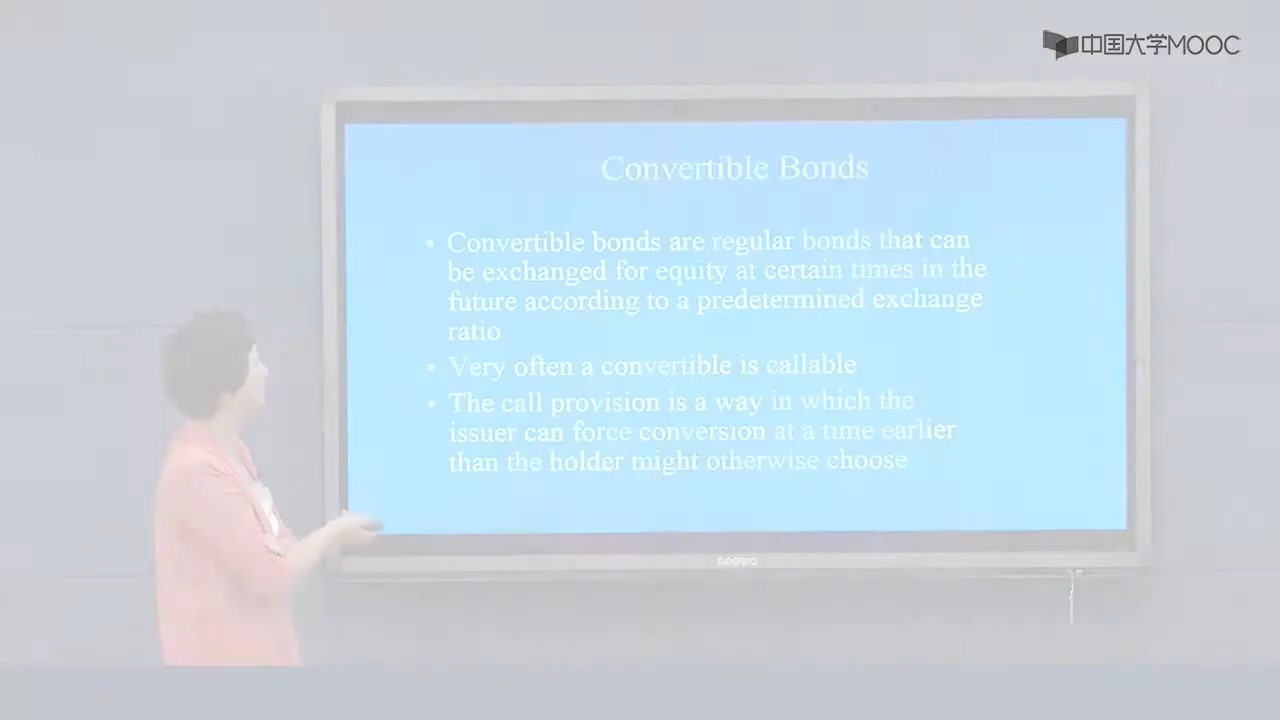 中国大学MOOC
Convertible Bonds
• Convertible bonds are regular bonds that can
be exchanged for equity at certain times in the
future according to a predetermined exchange
ratio
• Very often a convertible is callable
• The call provision is a way in which the
issuer can force conversion at a time earlier
than the holder might otherwise choose